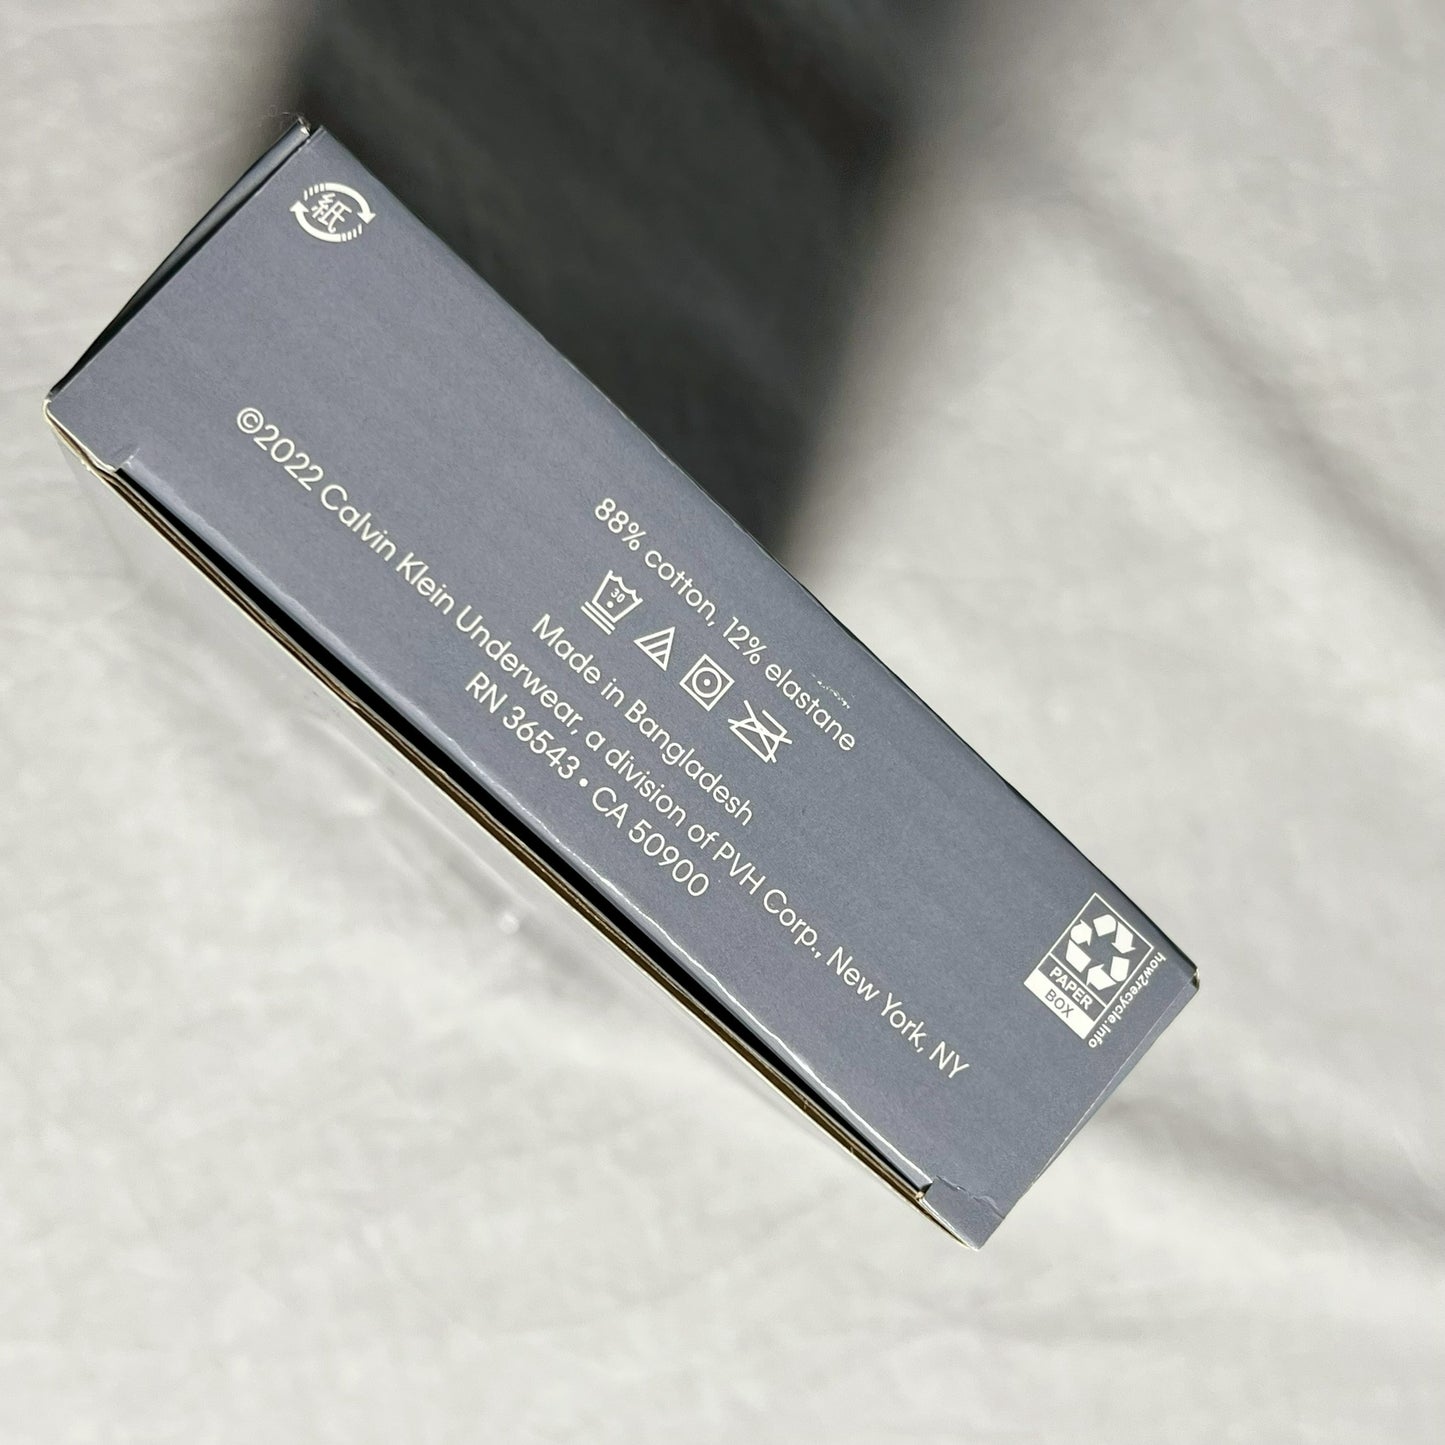 紙
88% cotton, 12% elastane
30
Made in Bangladesh
©2022 Calvin Klein Underwear, a division of PVH Corp., New York, NY
RN 36543 • CA 50900
PAPER
BOX
how2recycle.info